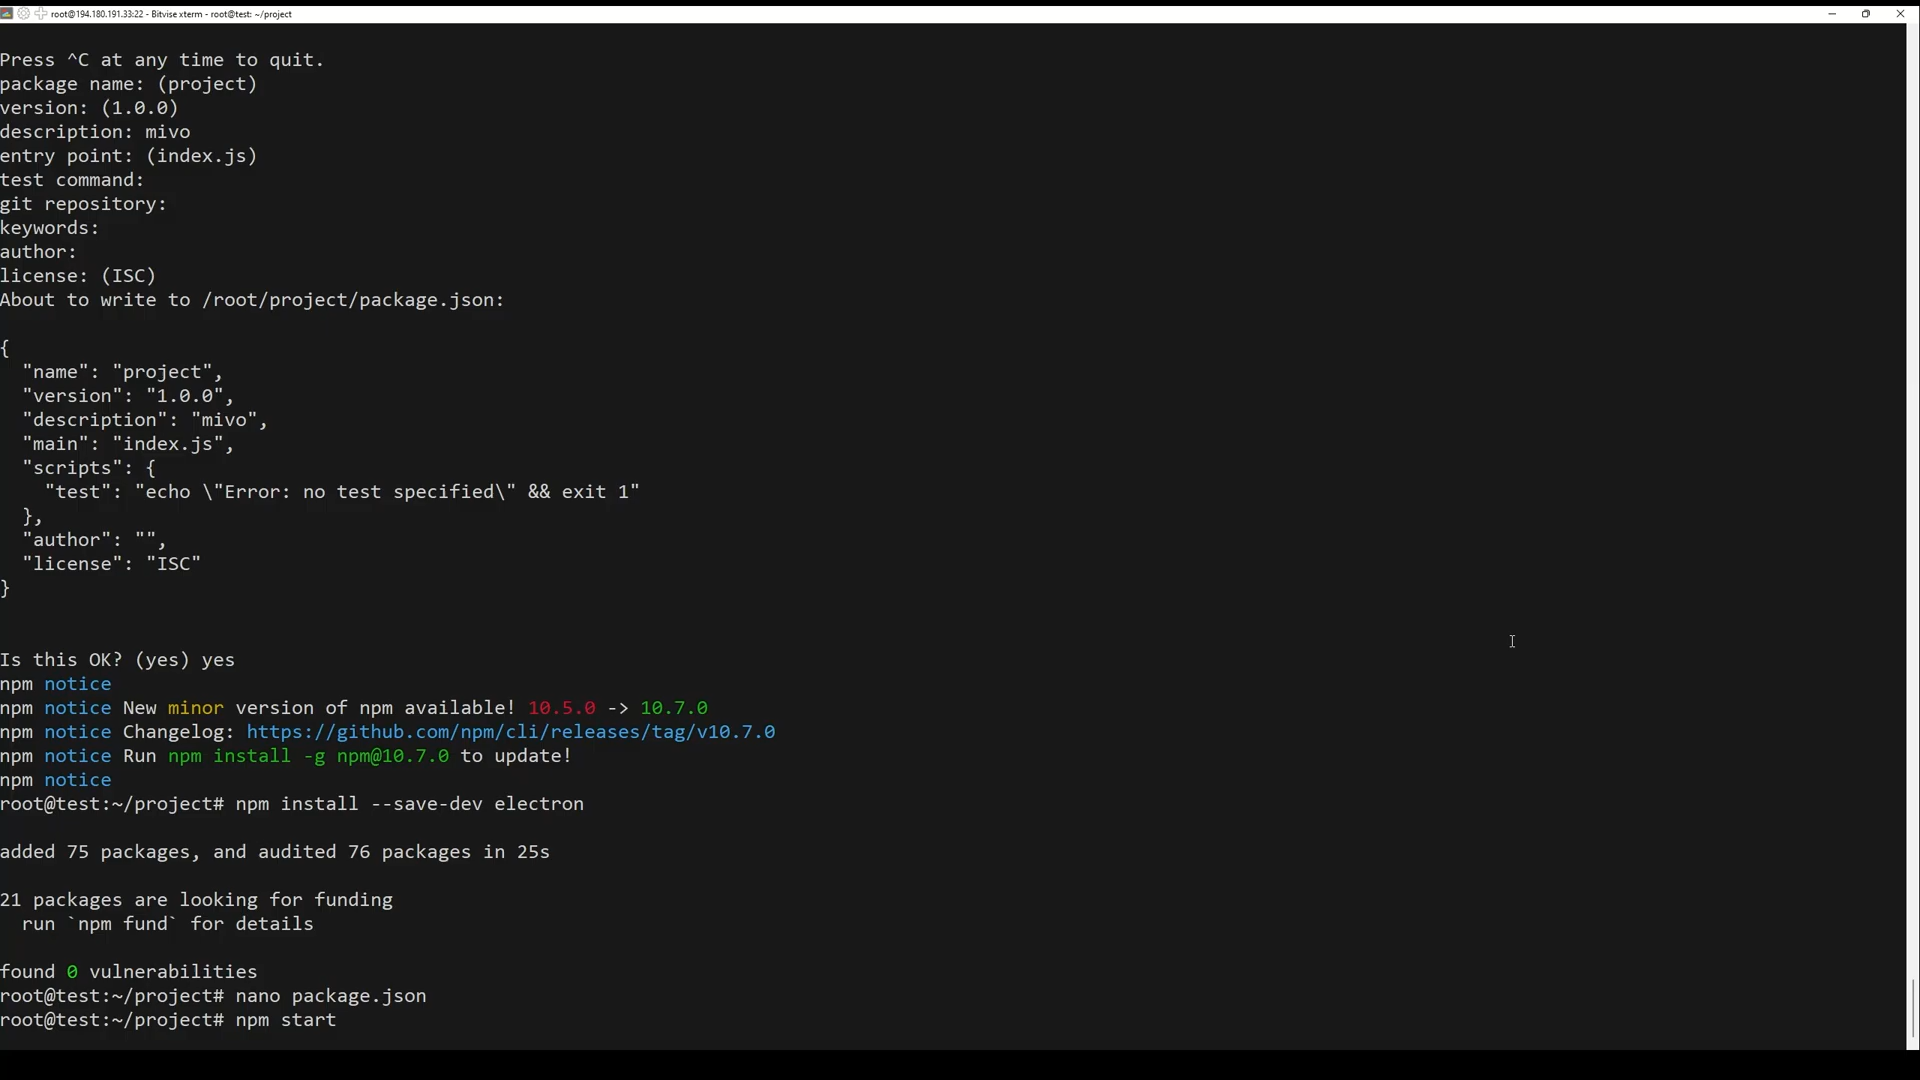 root@194.180.191.33:22 - Bitvise xterm - root@test: ~/project
Press ^C at any time to quit.
package name: (project)
version: (1.0.0)
description: mivo
entry point: (index.js)
test command:
git repository:
keywords:
author:
license: (ISC)
About to write to /root/project/package.json:
{
  "name": "project",
  "version": "1.0.0",
  "description": "mivo",
  "main": "index.js",
  "scripts": {
    "test": "echo \"Error: no test specified\" && exit 1"
  },
  "author": "",
  "license": "ISC"
}
Is this OK? (yes) yes
npm notice
npm notice New minor version of npm available! 10.5.0 -> 10.7.0
npm notice Changelog: https://github.com/npm/cli/releases/tag/v10.7.0
npm notice Run npm install -g npm@10.7.0 to update!
npm notice
root@test:~/project# npm install --save-dev electron
added 75 packages, and audited 76 packages in 25s
21 packages are looking for funding
  run `npm fund` for details
found 0 vulnerabilities
root@test:~/project# nano package.json
root@test:~/project# npm start